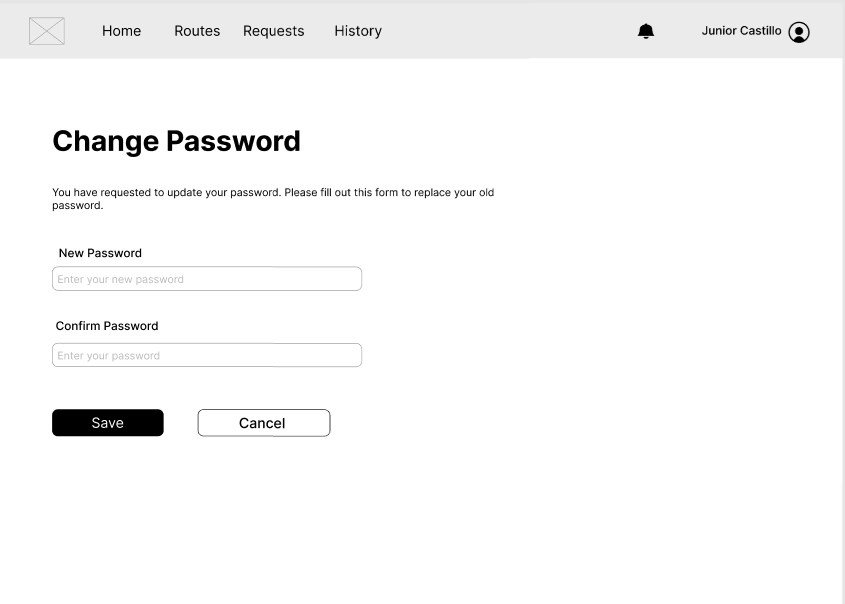 Home Routes Requests History Junior Castillo
Change Password
You have requested to update your password. Please fill out this form to replace your old
password.
New Password
Enter your new password
Confirm Password
Enter your password
Save Cancel